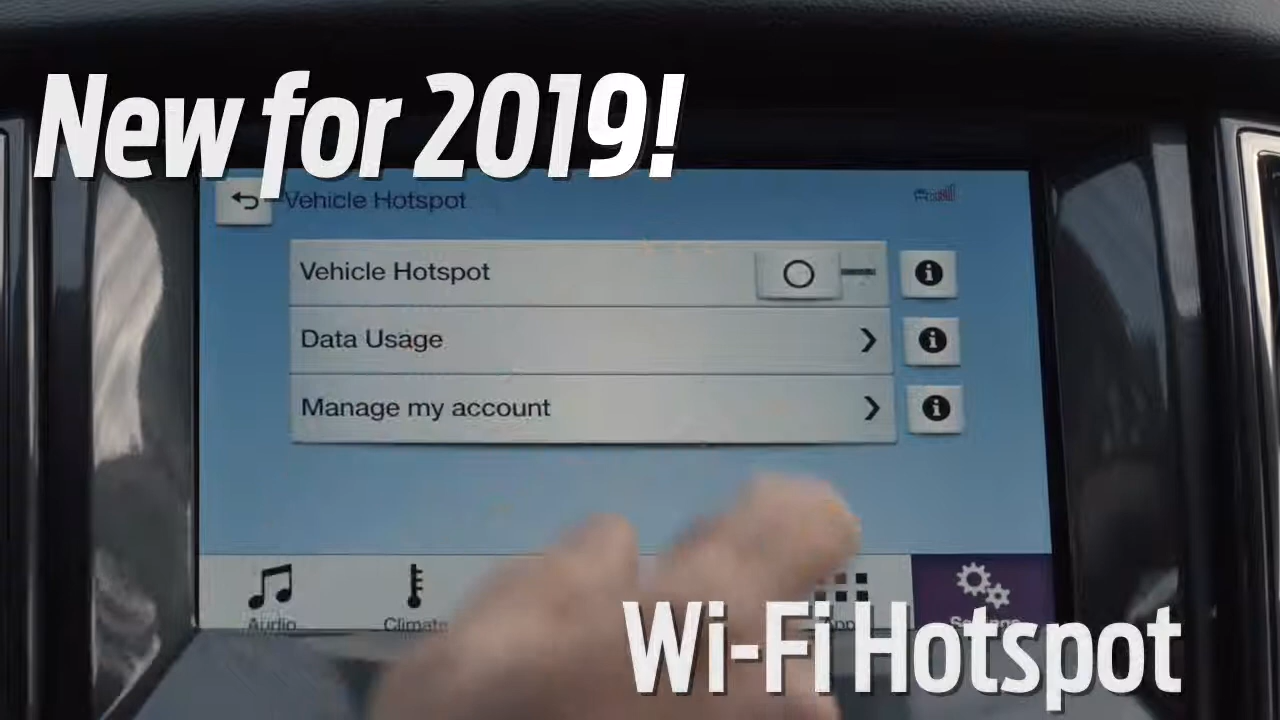 New for 2019!
Vehicle Hotspot
Vehicle Hotspot
Data Usage
Manage my account
Audio
Climate
Wi-Fi Hotspot